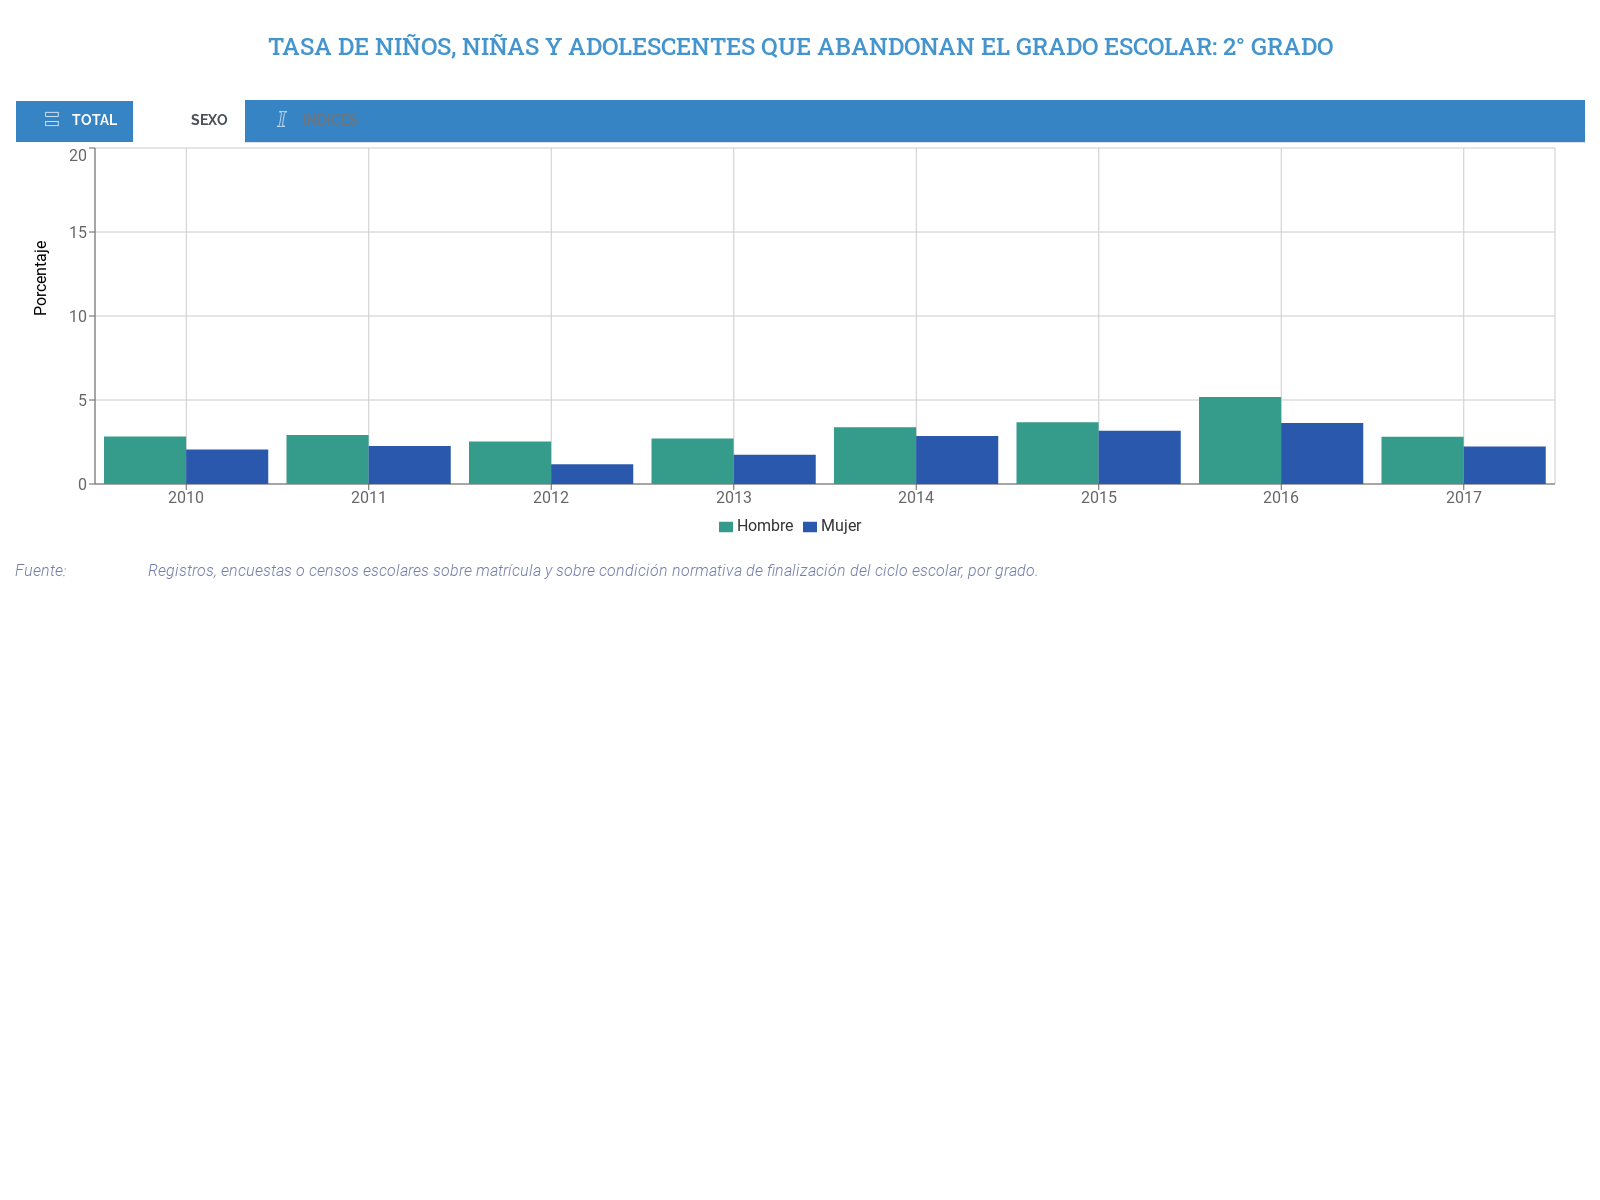 TASA DE NIÑOS, NIÑAS Y ADOLESCENTES QUE ABANDONAN EL GRADO ESCOLAR: 2° GRADO
TOTAL SEXO INDICES
20
15
10
5
0
Porcentaje
2010 2011 2012 2013 2014 2015 2016 2017
Hombre Mujer
Fuente: Registros, encuestas o censos escolares sobre matrícula y sobre condición normativa de finalización del ciclo escolar, por grado.